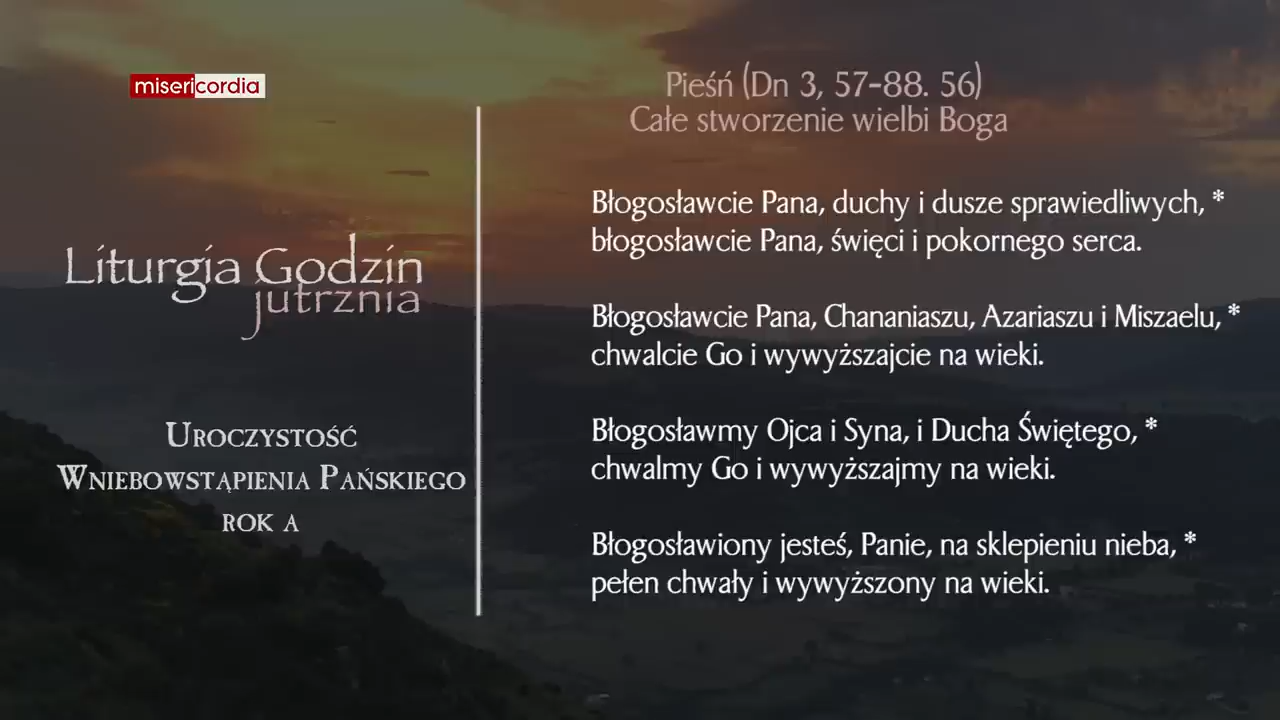 misericordia
Liturgia Godzin
jutrznia
Uroczystość
Wniebowstąpienia Pańskiego
rok a
Pieśń (Dn 3, 57-88. 56)
Całe stworzenie wielbi Boga
Błogosławcie Pana, duchy i dusze sprawiedliwych, *
błogosławcie Pana, święci i pokornego serca.
Błogosławcie Pana, Chananiaszu, Azariaszu i Miszaelu, *
chwalcie Go i wywyższajcie na wieki.
Błogosławmy Ojca i Syna, i Ducha Świętego, *
chwalmy Go i wywyższajmy na wieki.
Błogosławiony jesteś, Panie, na sklepieniu nieba, *
pełen chwały i wywyższony na wieki.